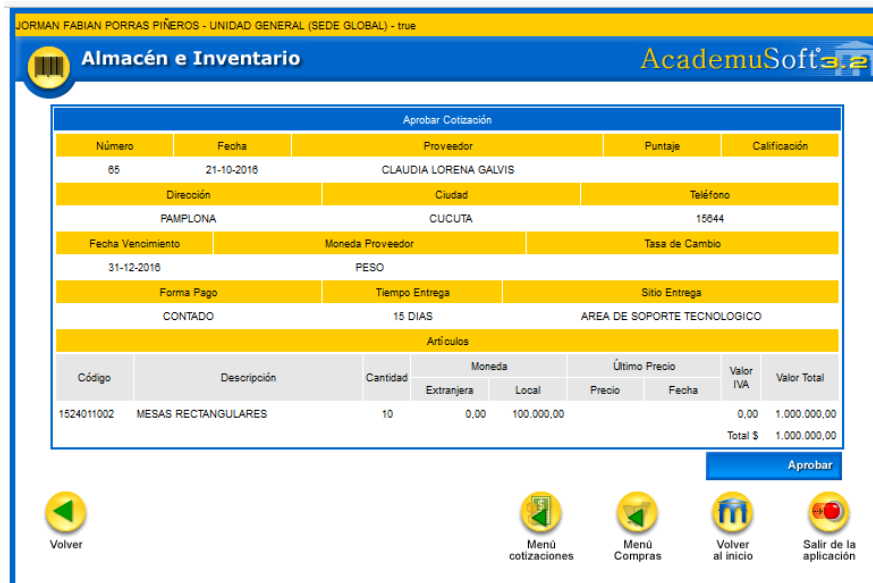 JORMAN FABIAN PORRAS PIÑEROS - UNIDAD GENERAL (SEDE GLOBAL) - true
Almacén e Inventario
AcademuSoft 3.2
Aprobar Cotización
Número Fecha Proveedor Puntaje Calificación
65 21-10-2016 CLAUDIA LORENA GALVIS
Dirección Ciudad Teléfono
PAMPLONA CUCUTA 15644
Fecha Vencimiento Moneda Proveedor Tasa de Cambio
31-12-2016 PESO
Forma Pago Tiempo Entrega Sitio Entrega
CONTADO 15 DIAS AREA DE SOPORTE TECNOLOGICO
Artículos
Código Descripción Cantidad Moneda Último Precio Valor IVA Valor Total
Extranjera Local Precio Fecha
1524011002 MESAS RECTANGULARES 10 0,00 100.000,00 0,00 1.000.000,00
Total $ 1.000.000,00
Aprobar
Volver
Menú cotizaciones
Menú Compras
Volver al inicio
Salir de la aplicación